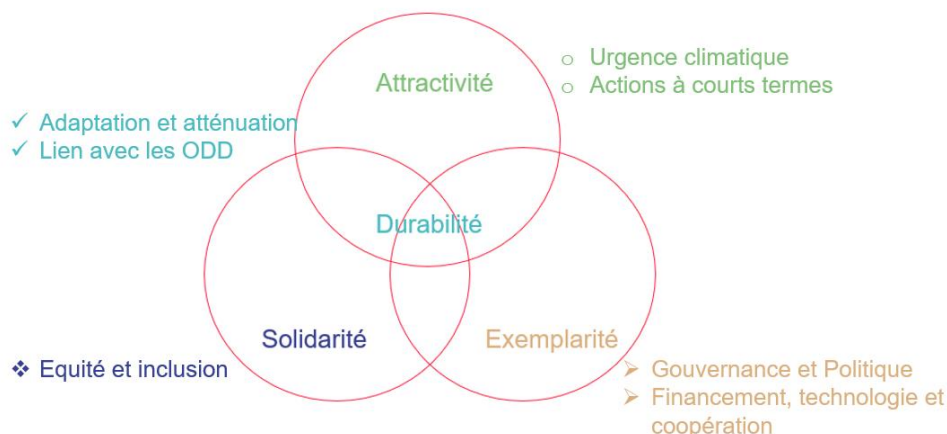 Attractivité
o Urgence climatique
o Actions à courts termes
✓ Adaptation et atténuation
✓ Lien avec les ODD
Durabilité
Solidarité
Exemplarité
❖ Equité et inclusion
➢ Gouvernance et Politique
➢ Financement, technologie et
coopération